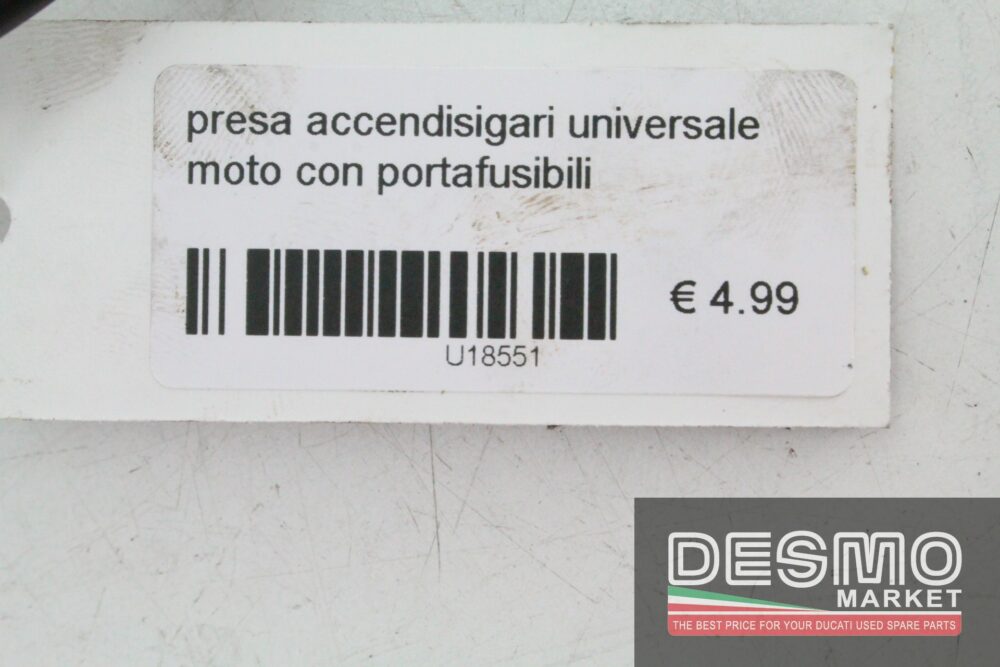 presa accendisigari universale
moto con portafusibili
€ 4.99
U18551
DESMO
MARKET
THE BEST PRICE FOR YOUR DUCATI USED SPARE PARTS